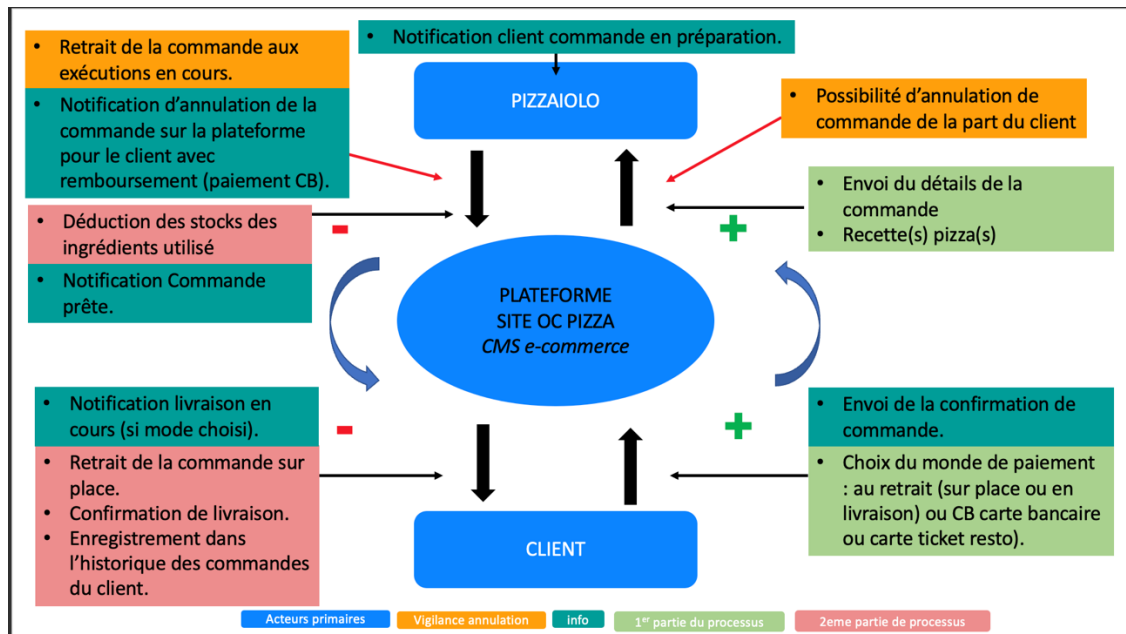 • Notification client commande en préparation.
• Retrait de la commande aux
exécutions en cours.
• Notification d’annulation de la
commande sur la plateforme
pour le client avec
remboursement (paiement CB).
PIZZAIOLO
• Possibilité d’annulation de
commande de la part du client
• Déduction des stocks des
ingrédients utilisé
• Notification Commande
prête.
-
+
• Envoi du détails de la
commande
• Recette(s) pizza(s)
PLATEFORME
SITE OC PIZZA
CMS e-commerce
• Notification livraison en
cours (si mode choisi).
• Retrait de la commande sur
place.
• Confirmation de livraison.
• Enregistrement dans
l’historique des commandes
du client.
-
+
• Envoi de la confirmation de
commande.
• Choix du monde de paiement
: au retrait (sur place ou en
livraison) ou CB carte bancaire
ou carte ticket resto).
CLIENT
Acteurs primaires
Vigilance annulation
info
1er partie du processus
2eme partie de processus